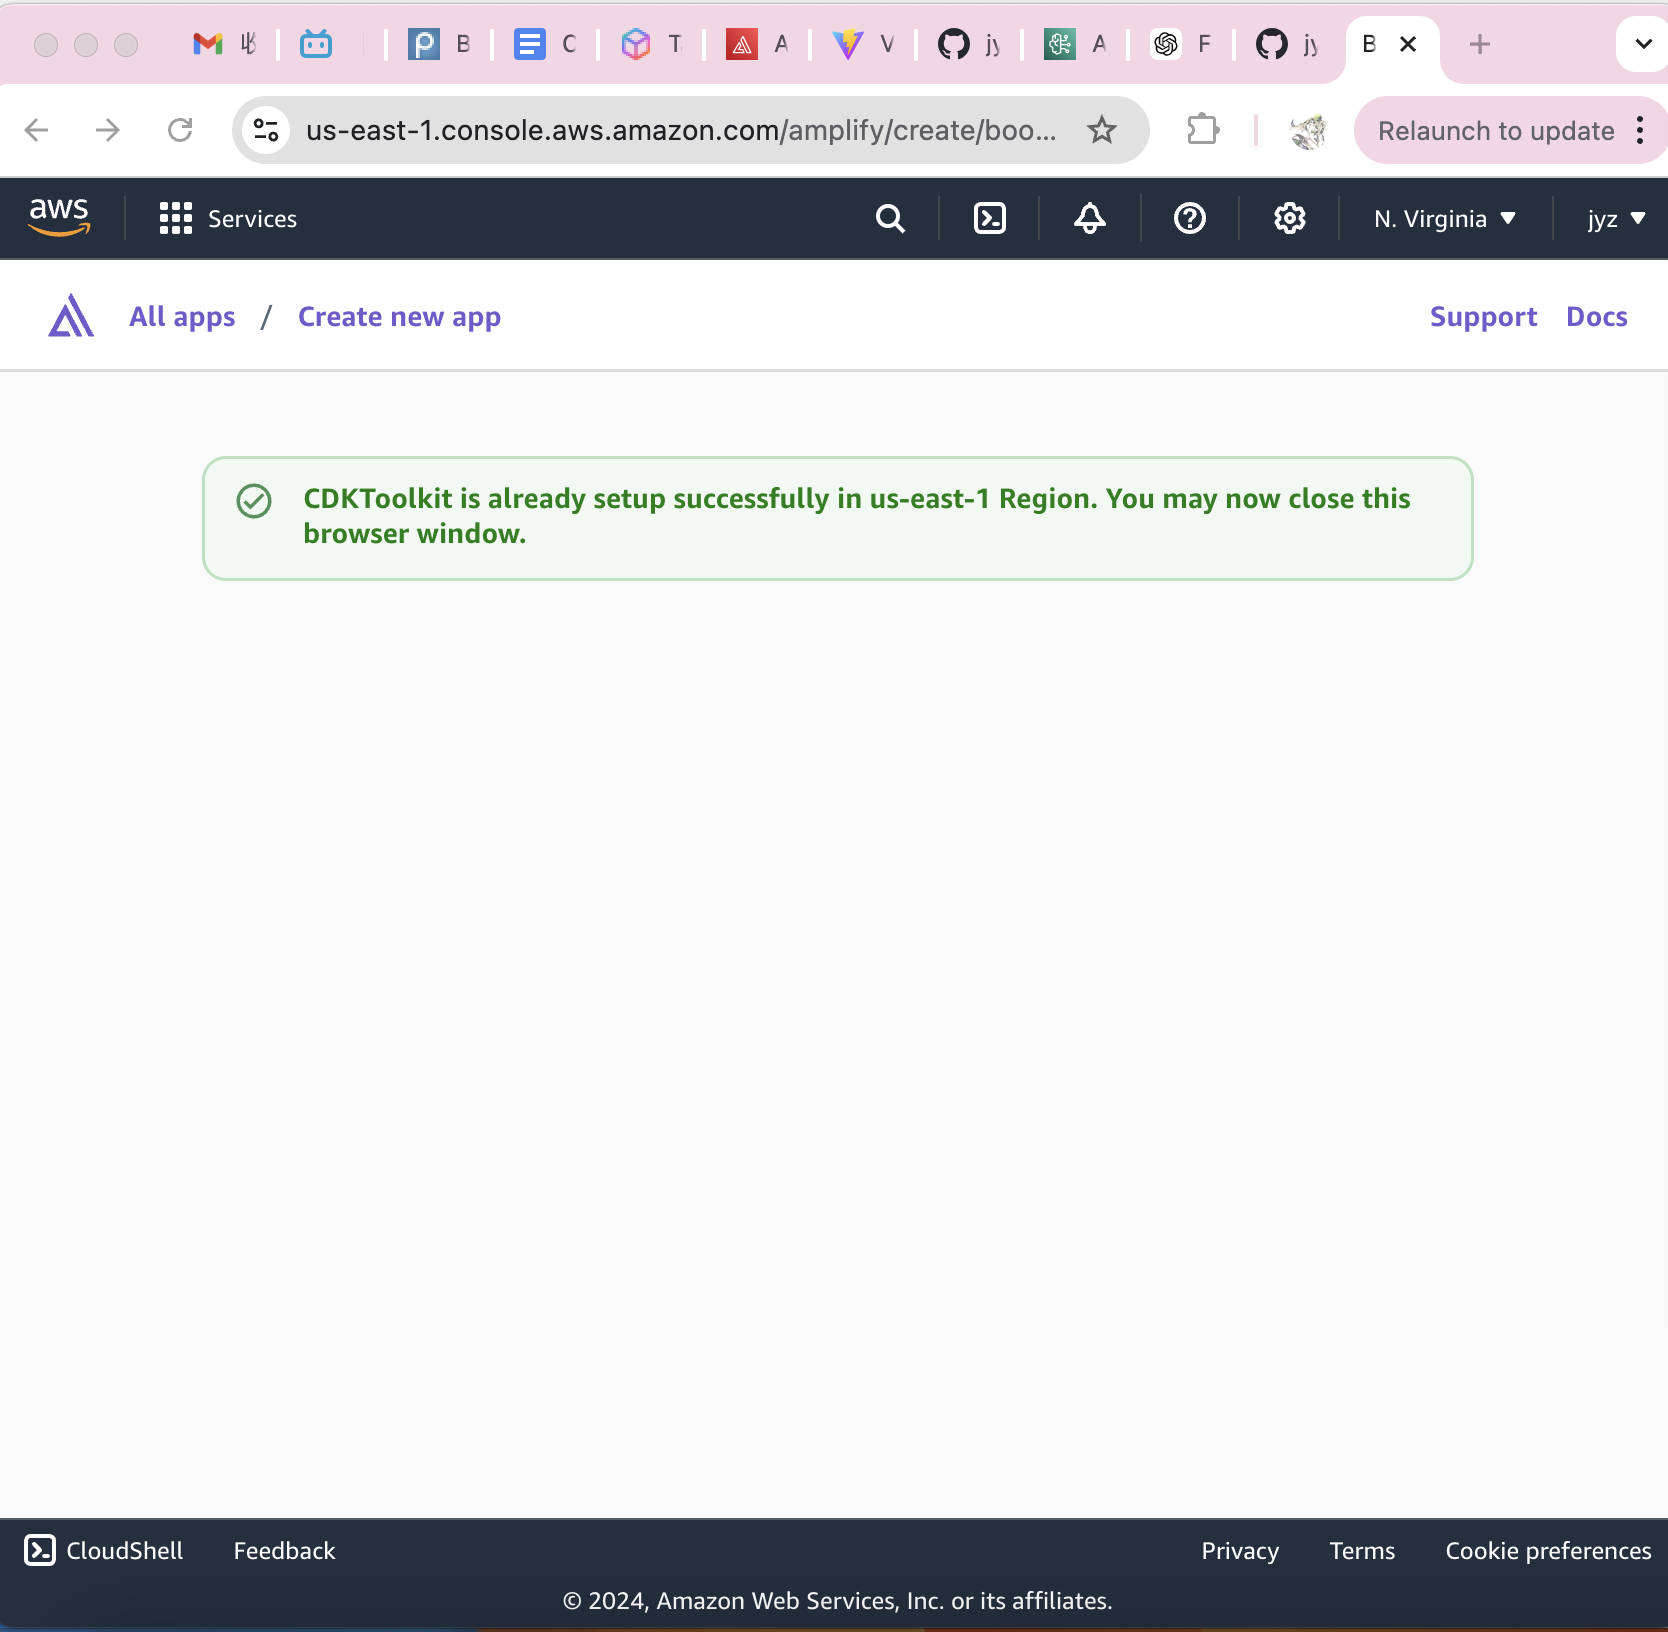 B
C
T
A
V
jy
A
F
jy
B
us-east-1.console.aws.amazon.com/amplify/create/boo...
Relaunch to update
aws
Services
N. Virginia
jyz
All apps / Create new app
Support
Docs
CDKToolkit is already setup successfully in us-east-1 Region. You may now close this
browser window.
CloudShell
Feedback
Privacy
Terms
Cookie preferences
© 2024, Amazon Web Services, Inc. or its affiliates.